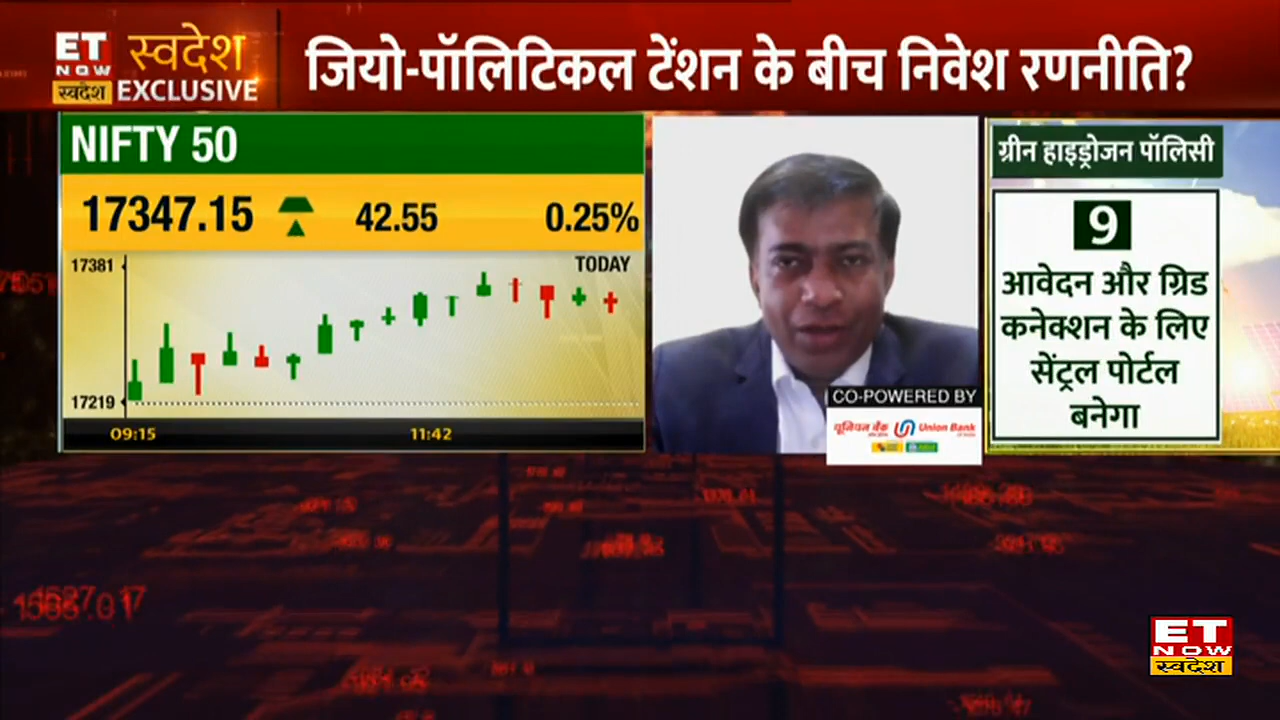 ET
NOW
स्वदेश
स्वदेश
EXCLUSIVE
जियो-पॉलिटिकल टेंशन के बीच निवेश रणनीति?
NIFTY 50
17347.15 42.55 0.25%
17381
TODAY
17219
09:15 11:42
CO-POWERED BY
यूनियन बैंक Union Bank
ग्रीन हाइड्रोजन पॉलिसी
9
आवेदन और ग्रिड
कनेक्शन के लिए
सेंट्रल पोर्टल
बनेगा
ET
NOW
स्वदेश